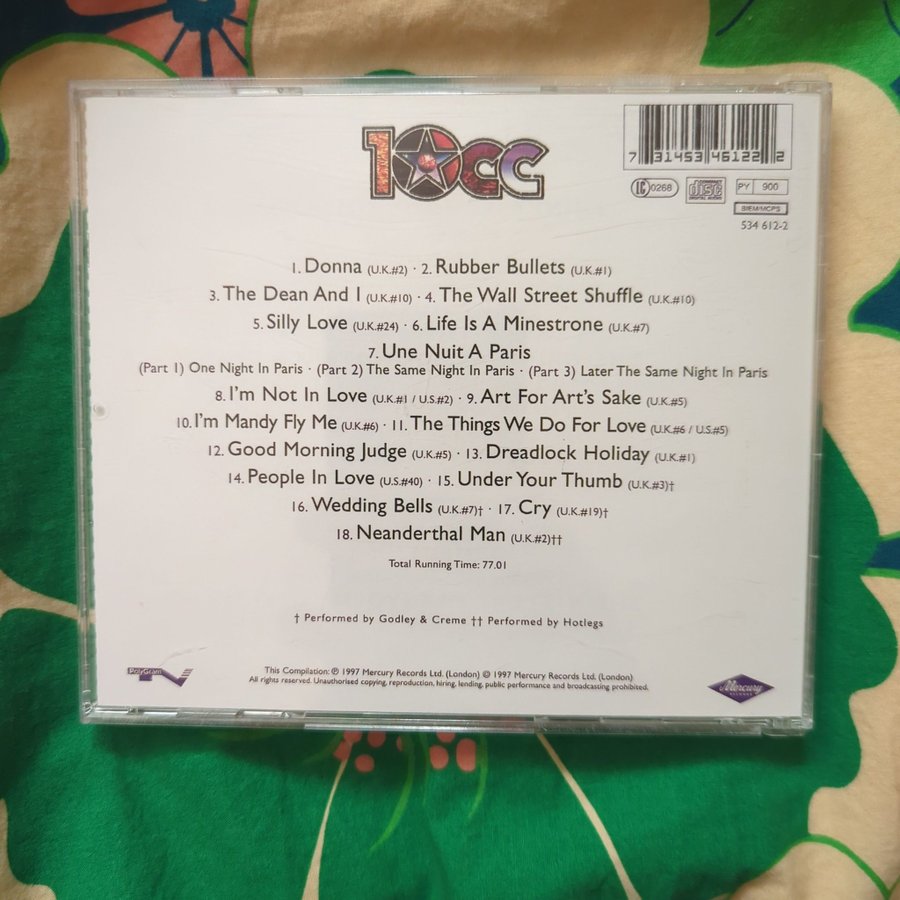 10cc
7 31453 46122 2
LC 0268
COMPACT
disc
DIGITAL AUDIO
PY 900
BIEM/MCPS
534 612-2
1. Donna (U.K.#2) · 2. Rubber Bullets (U.K.#1)
3. The Dean And I (U.K.#10) · 4. The Wall Street Shuffle (U.K.#10)
5. Silly Love (U.K.#24) · 6. Life Is A Minestrone (U.K.#7)
7. Une Nuit A Paris
(Part 1) One Night In Paris · (Part 2) The Same Night In Paris · (Part 3) Later The Same Night In Paris
8. I'm Not In Love (U.K.#1 / U.S.#2) · 9. Art For Art's Sake (U.K.#5)
10. I'm Mandy Fly Me (U.K.#6) · 11. The Things We Do For Love (U.K.#6 / U.S.#5)
12. Good Morning Judge (U.K.#5) · 13. Dreadlock Holiday (U.K.#1)
14. People In Love (U.S.#40) · 15. Under Your Thumb (U.K.#3)†
16. Wedding Bells (U.K.#7)† · 17. Cry (U.K.#19)†
18. Neanderthal Man (U.K.#2)††
Total Running Time: 77.01
† Performed by Godley & Creme †† Performed by Hotlegs
PolyGram
This Compilation: ℗ 1997 Mercury Records Ltd. (London) © 1997 Mercury Records Ltd. (London)
All rights reserved. Unauthorised copying, reproduction, hiring, lending, public performance and broadcasting prohibited.
Mercury
RECORDS